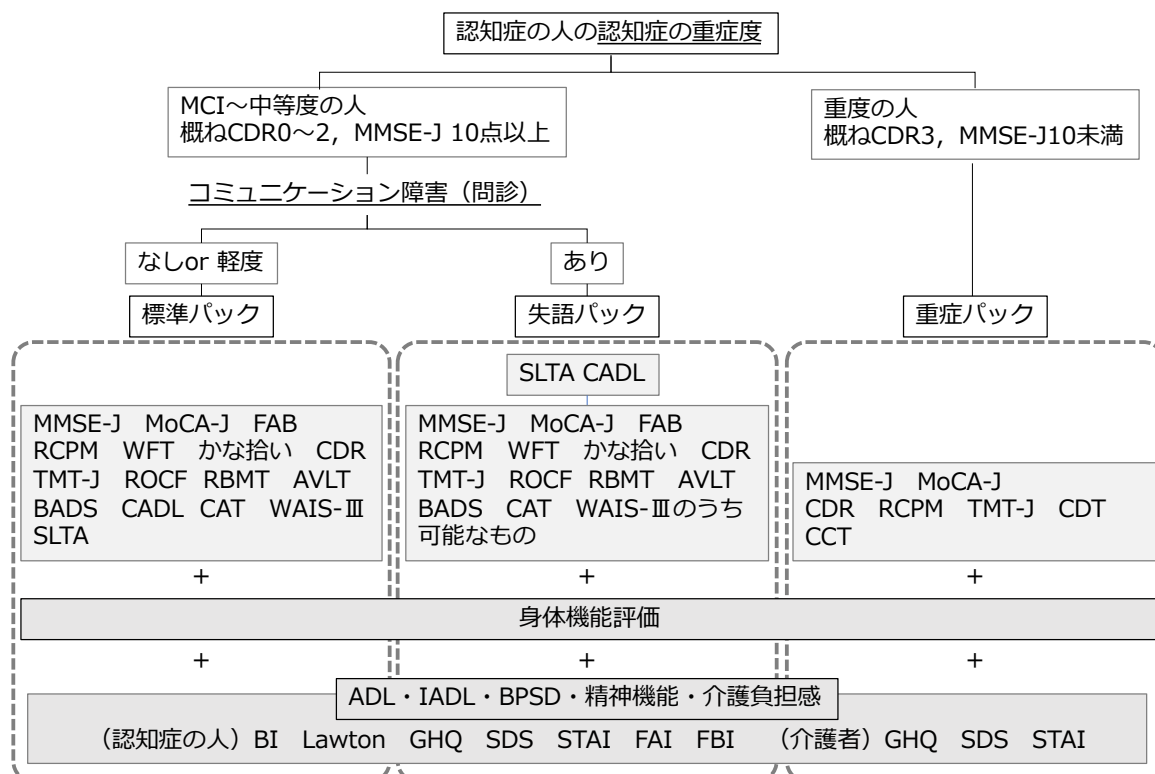 認知症の人の認知症の重症度
MCI～中等度の人
概ねCDR0～2，MMSE-J 10点以上
重度の人
概ねCDR3，MMSE-J10未満
コミュニケーション障害（問診）
なしor 軽度
あり
標準パック
失語パック
重症パック
SLTA CADL
MMSE-J MoCA-J FAB
RCPM WFT かな拾い CDR
TMT-J ROCF RBMT AVLT
BADS CADL CAT WAIS-Ⅲ
SLTA
MMSE-J MoCA-J FAB
RCPM WFT かな拾い CDR
TMT-J ROCF RBMT AVLT
BADS CAT WAIS-Ⅲのうち
可能なもの
MMSE-J MoCA-J
CDR RCPM TMT-J CDT
CCT
+ + +
身体機能評価
+ + +
ADL・IADL・BPSD・精神機能・介護負担感
（認知症の人）BI Lawton GHQ SDS STAI FAI FBI （介護者）GHQ SDS STAI